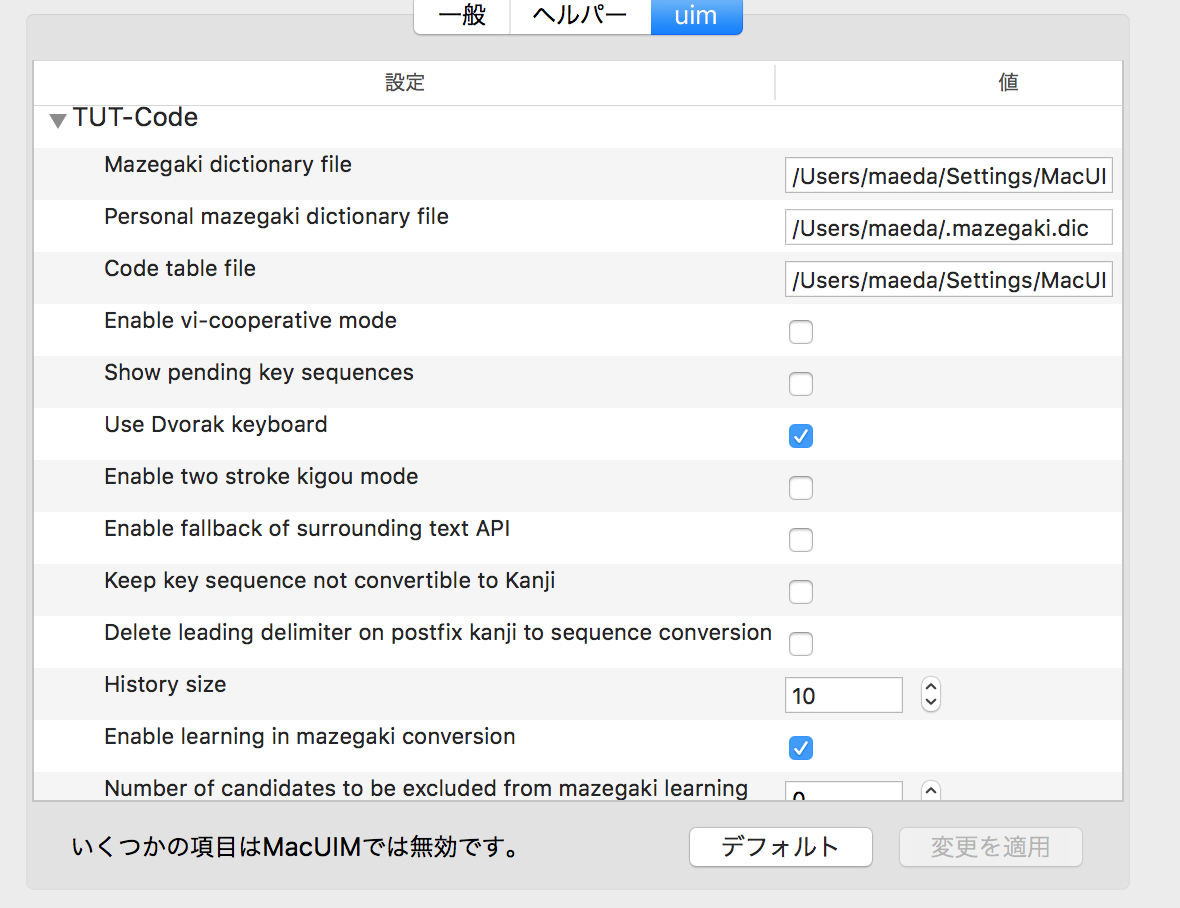 一般 ヘルパー uim
設定 値
TUT-Code
Mazegaki dictionary file /Users/maeda/Settings/MacUI
Personal mazegaki dictionary file /Users/maeda/.mazegaki.dic
Code table file /Users/maeda/Settings/MacUI
Enable vi-cooperative mode
Show pending key sequences
Use Dvorak keyboard
Enable two stroke kigou mode
Enable fallback of surrounding text API
Keep key sequence not convertible to Kanji
Delete leading delimiter on postfix kanji to sequence conversion
History size 10
Enable learning in mazegaki conversion
Number of candidates to be excluded from mazegaki learning 0
いくつかの項目はMacUIMでは無効です。 デフォルト 変更を適用